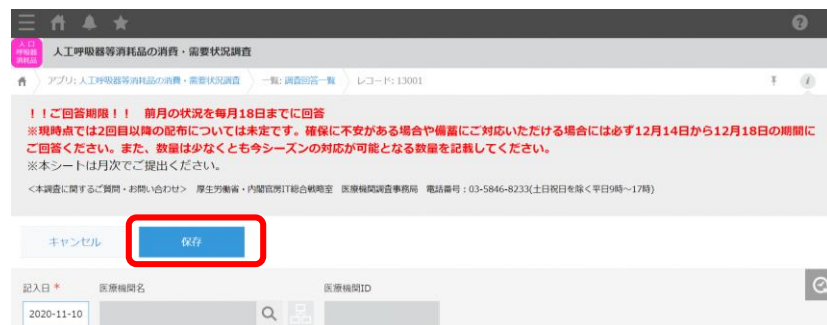 人工
呼吸器
消耗品
人工呼吸器等消耗品の消費・需要状況調査
アプリ: 人工呼吸器等消耗品の消費・需要状況調査 一覧: 調査回答一覧 レコード: 13001
！！ご回答期限！！ 前月の状況を毎月18日までに回答
※現時点では2回目以降の配布については未定です。確保に不安がある場合や備蓄にご対応いただける場合には必ず12月14日から12月18日の期間に
ご回答ください。また、数量は少なくとも今シーズンの対応が可能となる数量を記載してください。
※本シートは月次でご提出ください。
＜本調査に関するご質問・お問い合わせ＞ 厚生労働省・内閣官房IT総合戦略室 医療機関調査事務局 電話番号：03-5846-8233(土日祝日を除く平日9時～17時)
キャンセル 保存
記入日 * 医療機関名 医療機関ID
2020-11-10